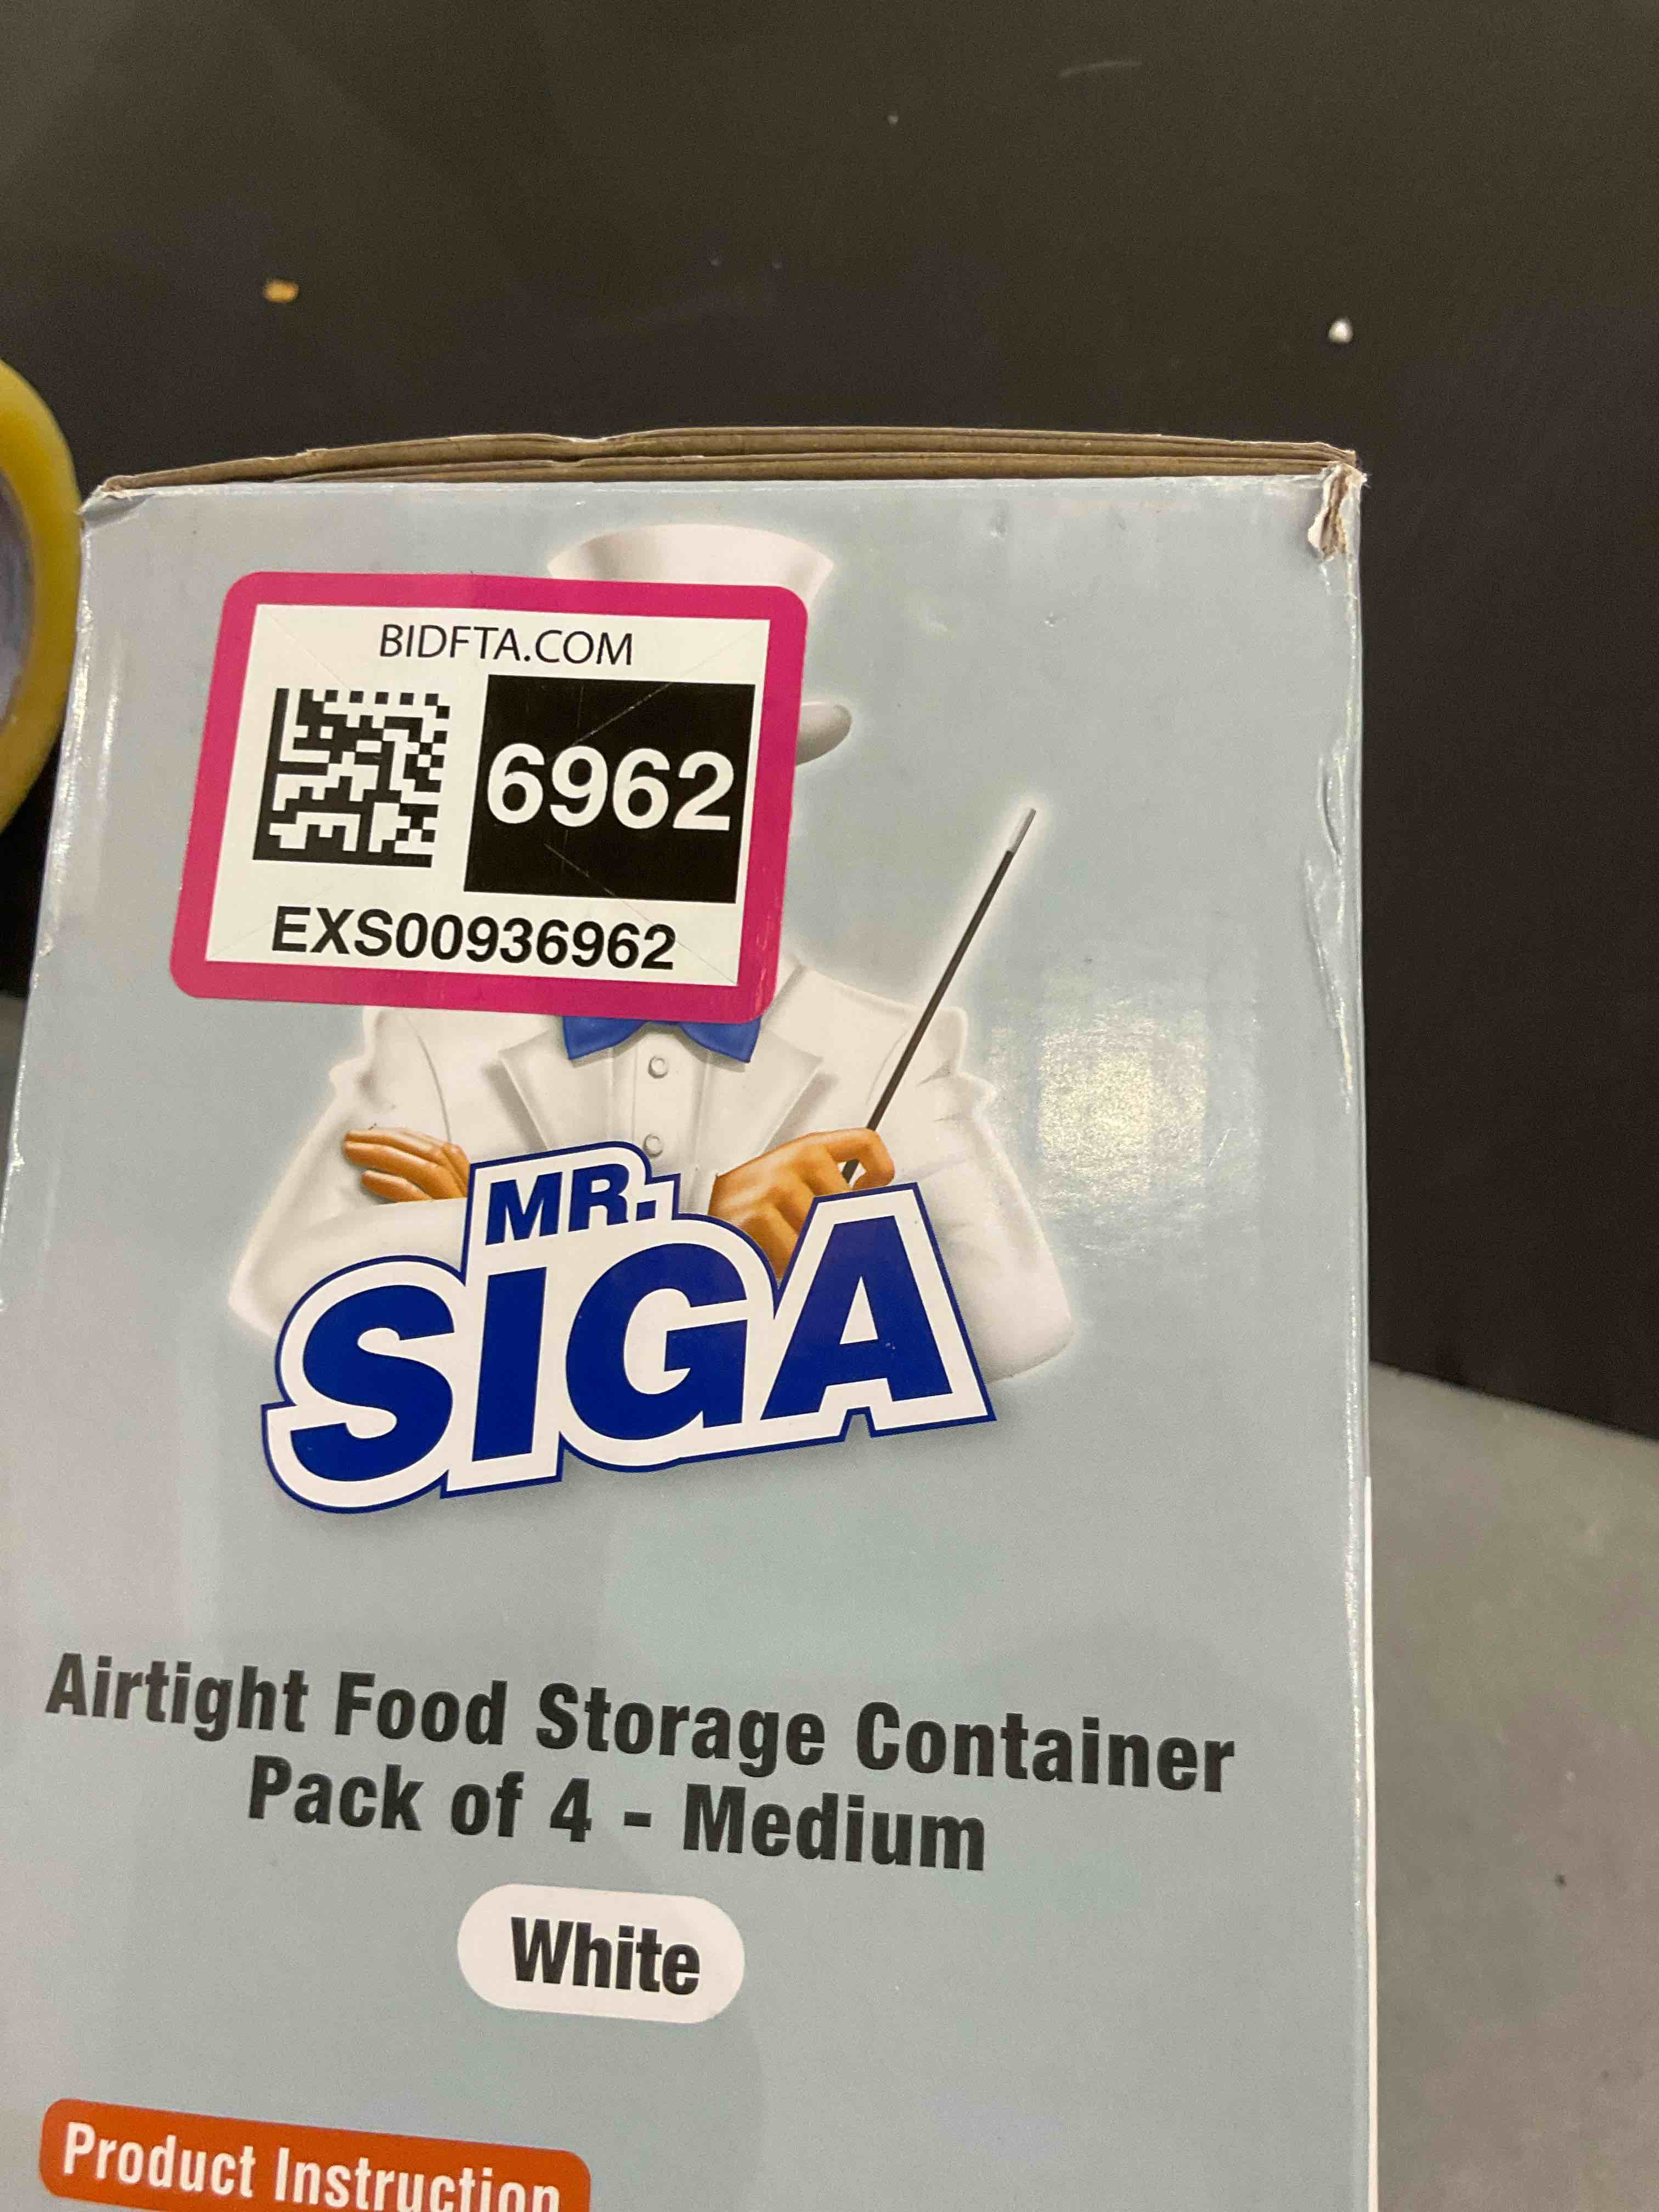 BIDFTA.COM
6962
EXS00936962
MR.
SIGA
Airtight Food Storage Container
Pack of 4 - Medium
White
Product Instruction